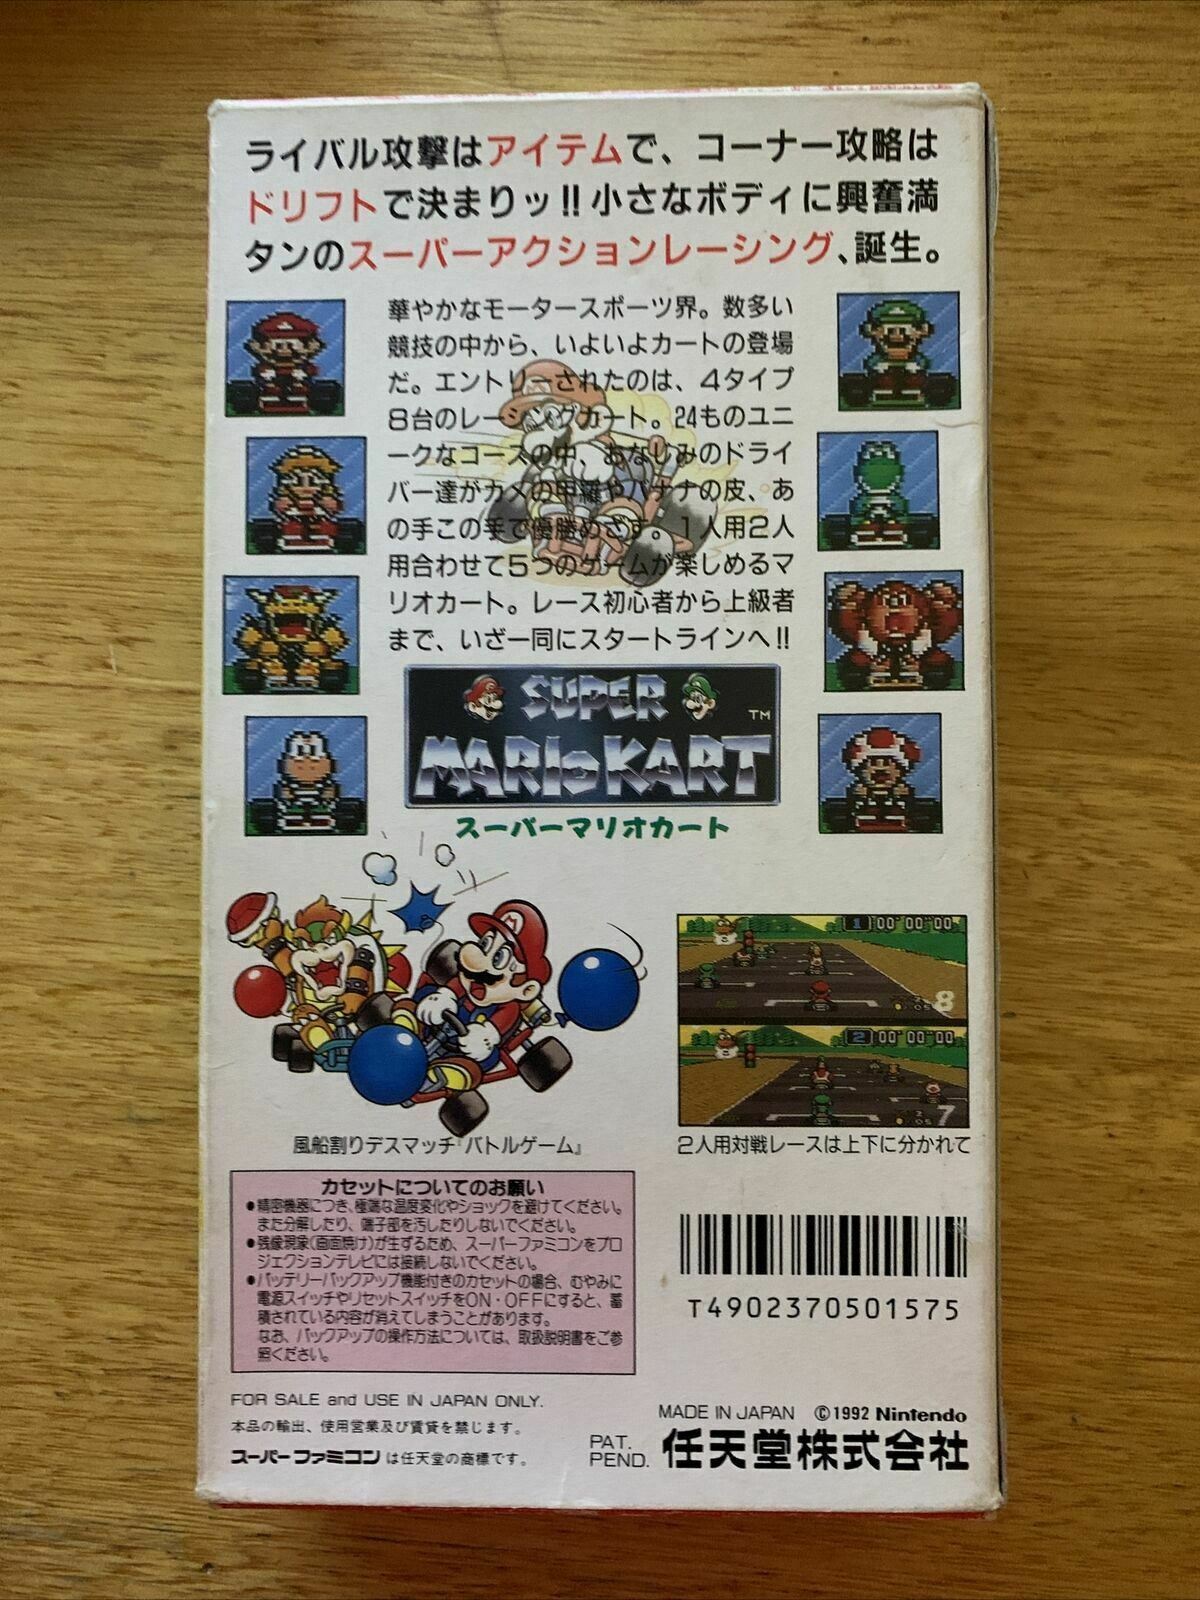 ライバル攻撃はアイテムで、コーナー攻略は
ドリフトで決まりッ!!小さなボディに興奮満
タンのスーパーアクションレーシング、誕生。
華やかなモータースポーツ界。数多い
競技の中から、いよいよカートの登場
だ。エントリーされたのは、4タイプ
8台のレーシングカート。24ものユニ
ークなコースの中、おなじみのドライ
バー達がカメの甲羅やバナナの皮、あ
の手この手で優勝めざす。1人用2人
用合わせて5つのゲームが楽しめるマ
リオカート。レース初心者から上級者
まで、いざ一同にスタートラインへ!!
SUPER
MARIO KART TM
スーパーマリオカート
1 00'00"00
8
2 00'00"00
7
風船割りデスマッチ『バトルゲーム』
2人用対戦レースは上下に分かれて
カセットについてのお願い
●精密機器につき、極端な温度変化やショックを避けてください。
また分解したり、端子部を汚したりしないでください。
●残像現象(画面焼け)が生ずるため、スーパーファミコンをプロ
ジェクションテレビには接続しないでください。
●バッテリーバックアップ機能付きのカセットの場合、むやみに
電源スイッチやリセットスイッチをON・OFFにすると、蓄
積されている内容が消えてしまうことがあります。
なお、バックアップの操作方法については、取扱説明書をご参
照ください。
T4902370501575
FOR SALE and USE IN JAPAN ONLY.
本品の輸出、使用営業及び賃貸を禁じます。
スーパーファミコンは任天堂の商標です。
MADE IN JAPAN ©1992 Nintendo
PAT.
PEND.
任天堂株式会社